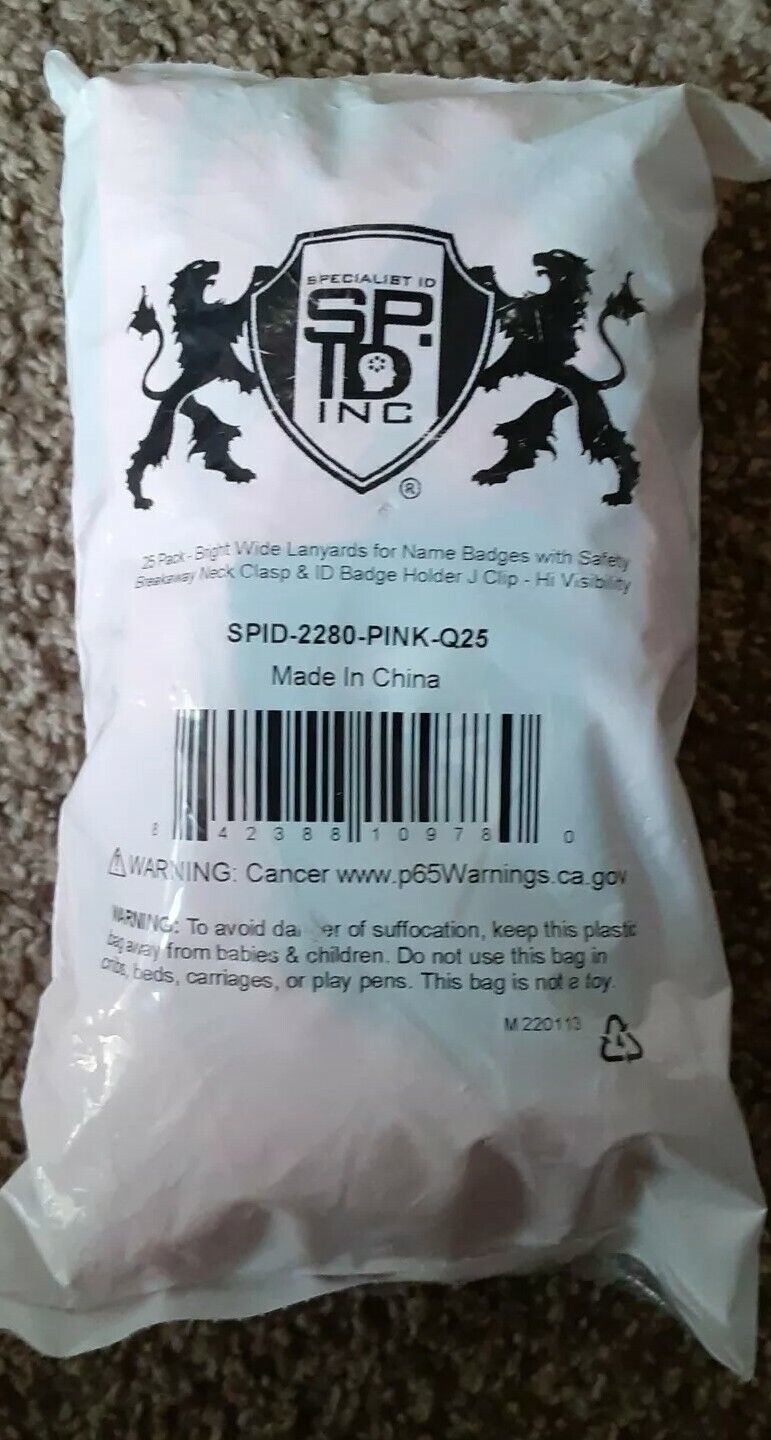 SPECIALIST ID
SP.
ID
INC
®
25 Pack - Bright Wide Lanyards for Name Badges with Safety
Breakaway Neck Clasp & ID Badge Holder J Clip - Hi Visibility
SPID-2280-PINK-Q25
Made In China
8 42388 10978 0
WARNING: Cancer www.p65Warnings.ca.gov
WARNING: To avoid da er of suffocation, keep this plastic
bag away from babies & children. Do not use this bag in
cribs, beds, carriages, or play pens. This bag is not a toy.
M 220113
4